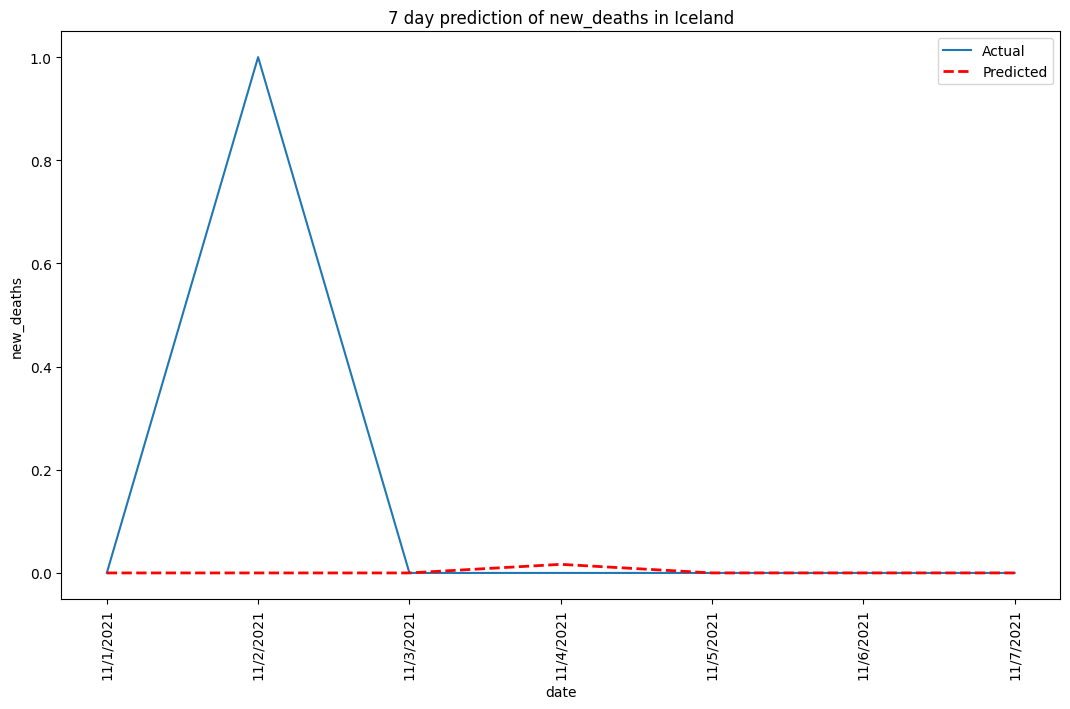 7 day prediction of new_deaths in Iceland
Actual
Predicted
new_deaths
1.0
0.8
0.6
0.4
0.2
0.0
11/1/2021
11/2/2021
11/3/2021
11/4/2021
11/5/2021
11/6/2021
11/7/2021
date